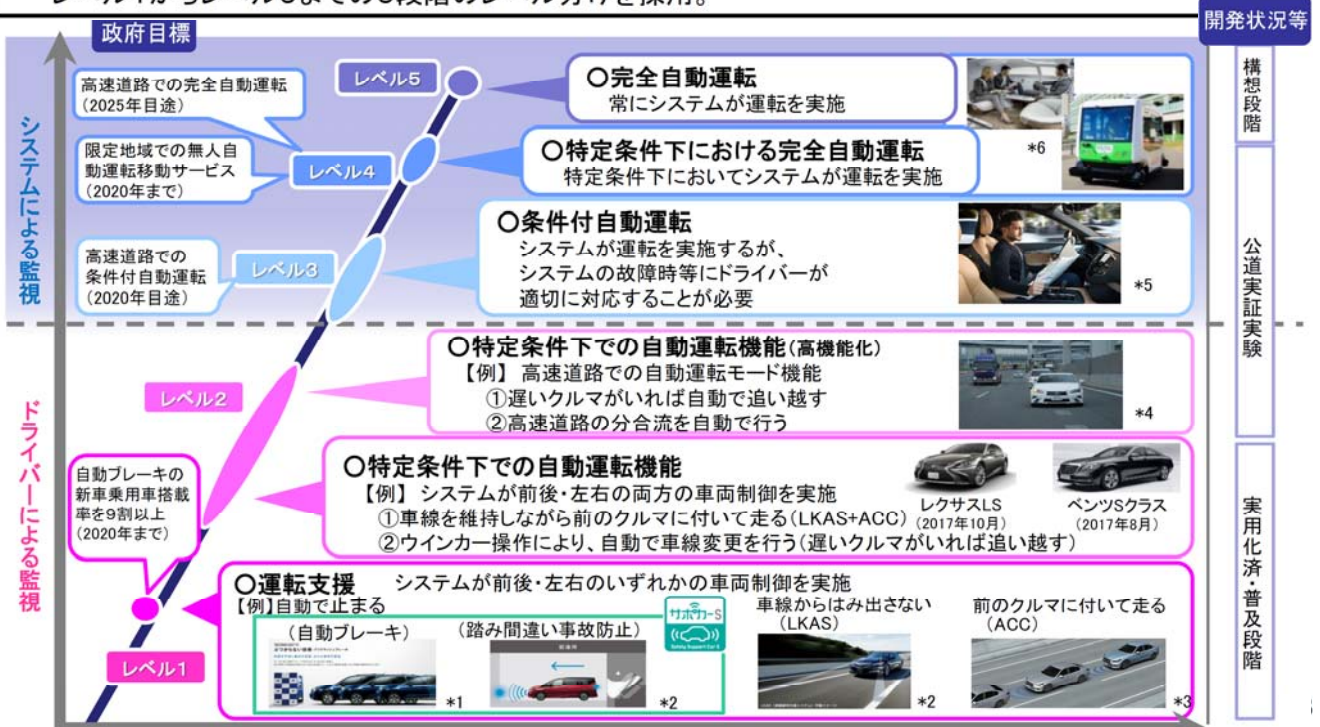 政府目標
開発状況等
システムによる監視
ドライバーによる監視
レベル5
高速道路での完全自動運転
(2025年目途)
○完全自動運転
常にシステムが運転を実施
構想段階
限定地域での無人自
動運転移動サービス
(2020年まで)
レベル4
○特定条件下における完全自動運転
特定条件下においてシステムが運転を実施
*6
高速道路での
条件付自動運転
(2020年目途)
レベル3
○条件付自動運転
システムが運転を実施するが、
システムの故障時等にドライバーが
適切に対応することが必要
*5
公道実証実験
レベル2
○特定条件下での自動運転機能(高機能化)
【例】 高速道路での自動運転モード機能
①遅いクルマがいれば自動で追い越す
②高速道路の分合流を自動で行う
*4
自動ブレーキの
新車乗用車搭載
率を9割以上
(2020年まで)
○特定条件下での自動運転機能
【例】 システムが前後・左右の両方の車両制御を実施
①車線を維持しながら前のクルマに付いて走る(LKAS+ACC)
②ウインカー操作により、自動で車線変更を行う(遅いクルマがいれば追い越す)
レクサスLS
(2017年10月)
ベンツSクラス
(2017年8月)
実用化済・普及段階
レベル1
○運転支援 システムが前後・左右のいずれかの車両制御を実施
【例】自動で止まる
(自動ブレーキ)
*1
(踏み間違い事故防止)
*2
サポカーS
Safety Support Car S
車線からはみ出さない
(LKAS)
*2
前のクルマに付いて走る
(ACC)
*3